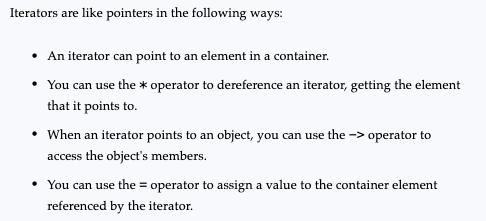 Iterators are like pointers in the following ways:
• An iterator can point to an element in a container.
• You can use the * operator to dereference an iterator, getting the element
that it points to.
• When an iterator points to an object, you can use the –> operator to
access the object's members.
• You can use the = operator to assign a value to the container element
referenced by the iterator.